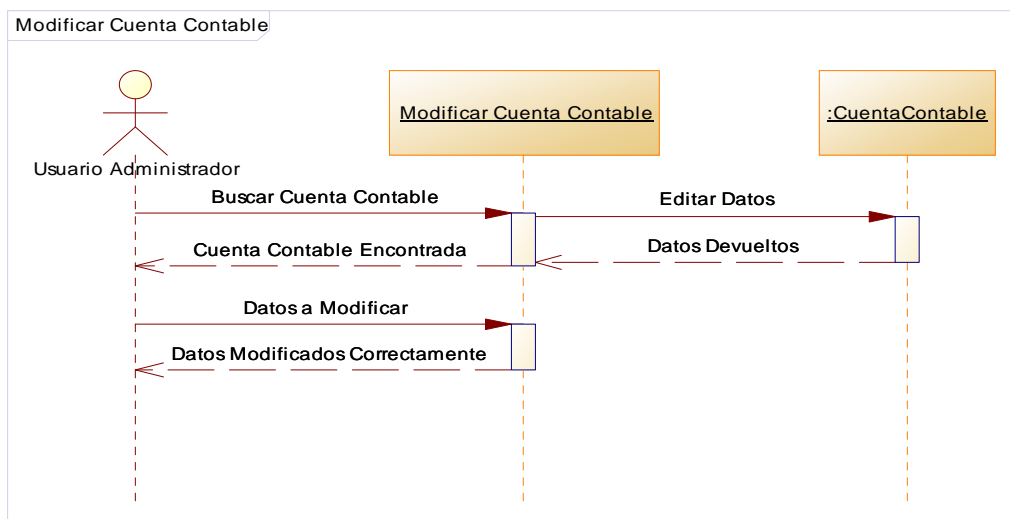 Modificar Cuenta Contable
Modificar Cuenta Contable
:CuentaContable
Usuario Administrador
Buscar Cuenta Contable
Editar Datos
Cuenta Contable Encontrada
Datos Devueltos
Datos a Modificar
Datos Modificados Correctamente